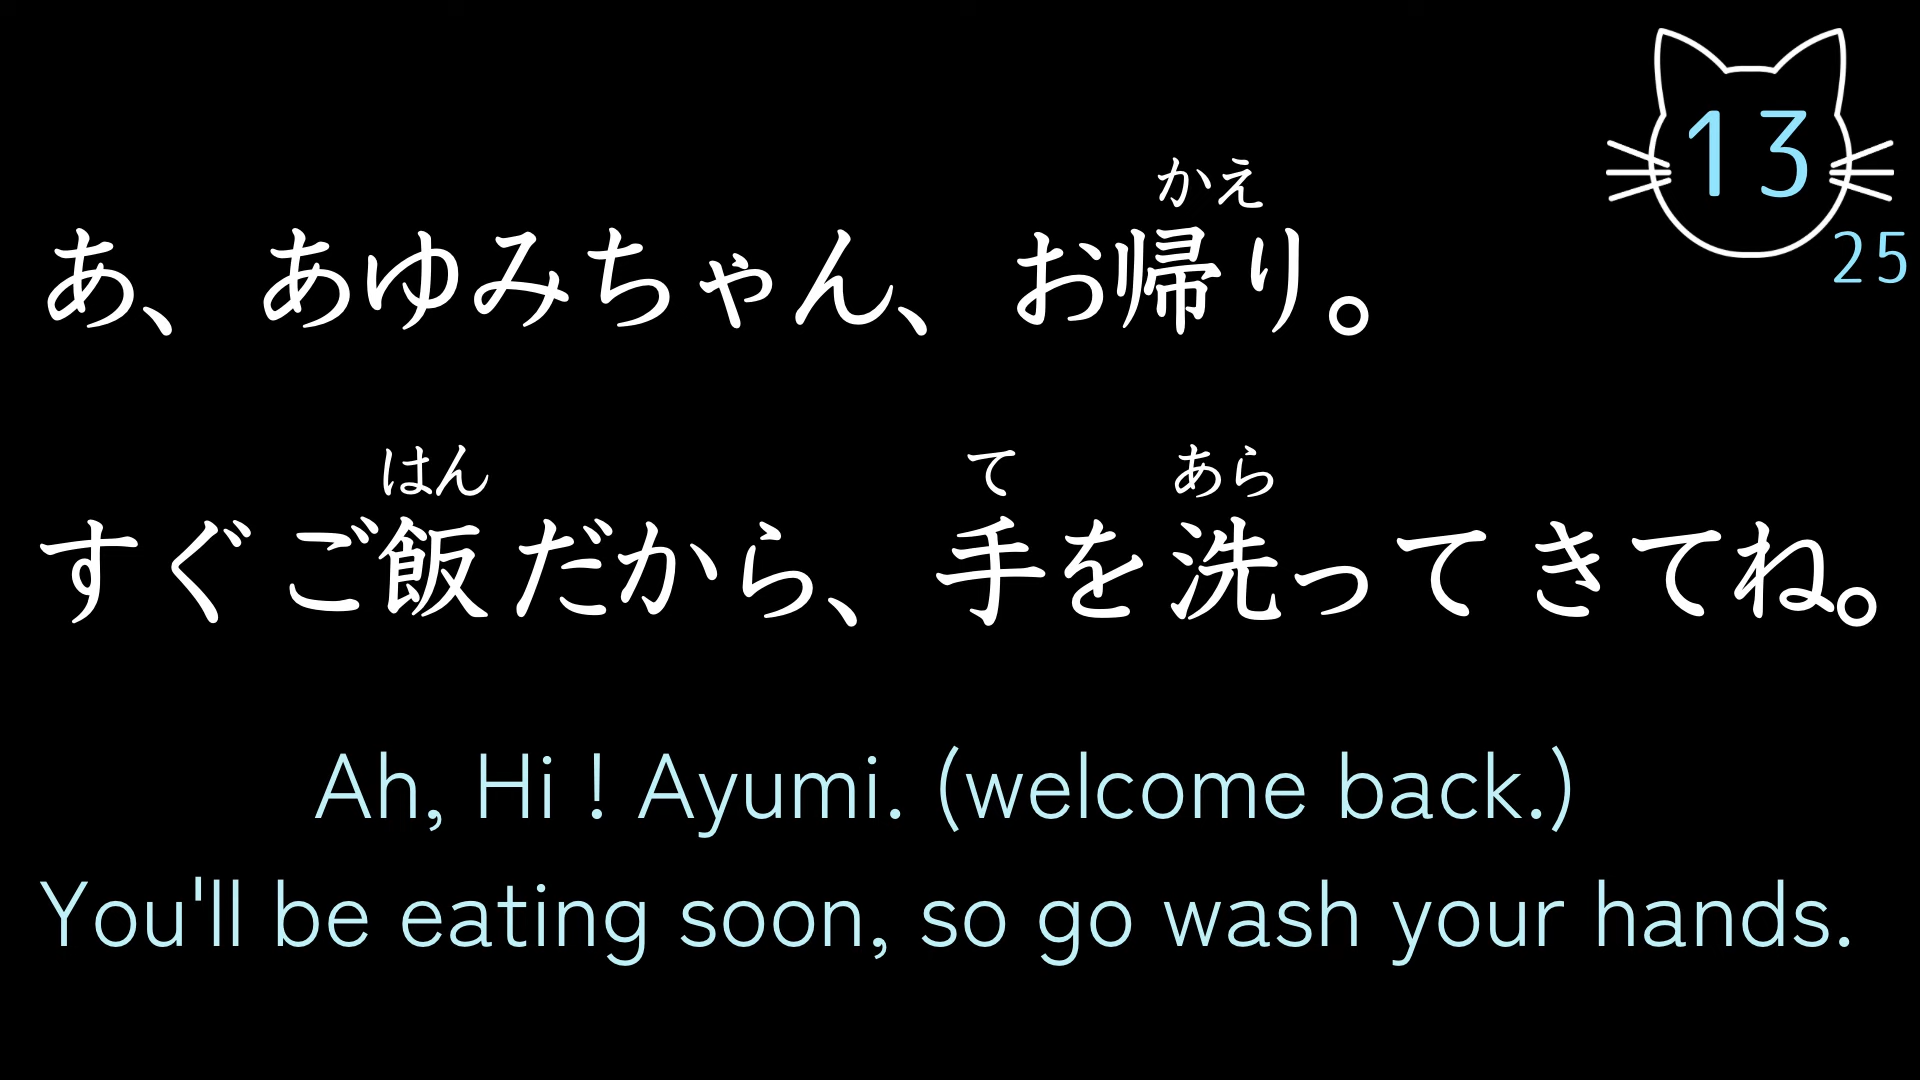 13
25
かえ
あ、あゆみちゃん、お帰り。
はん て あら
すぐ ご飯 だから、手を 洗って きてね。
Ah, Hi ! Ayumi. (welcome back.)
You'll be eating soon, so go wash your hands.